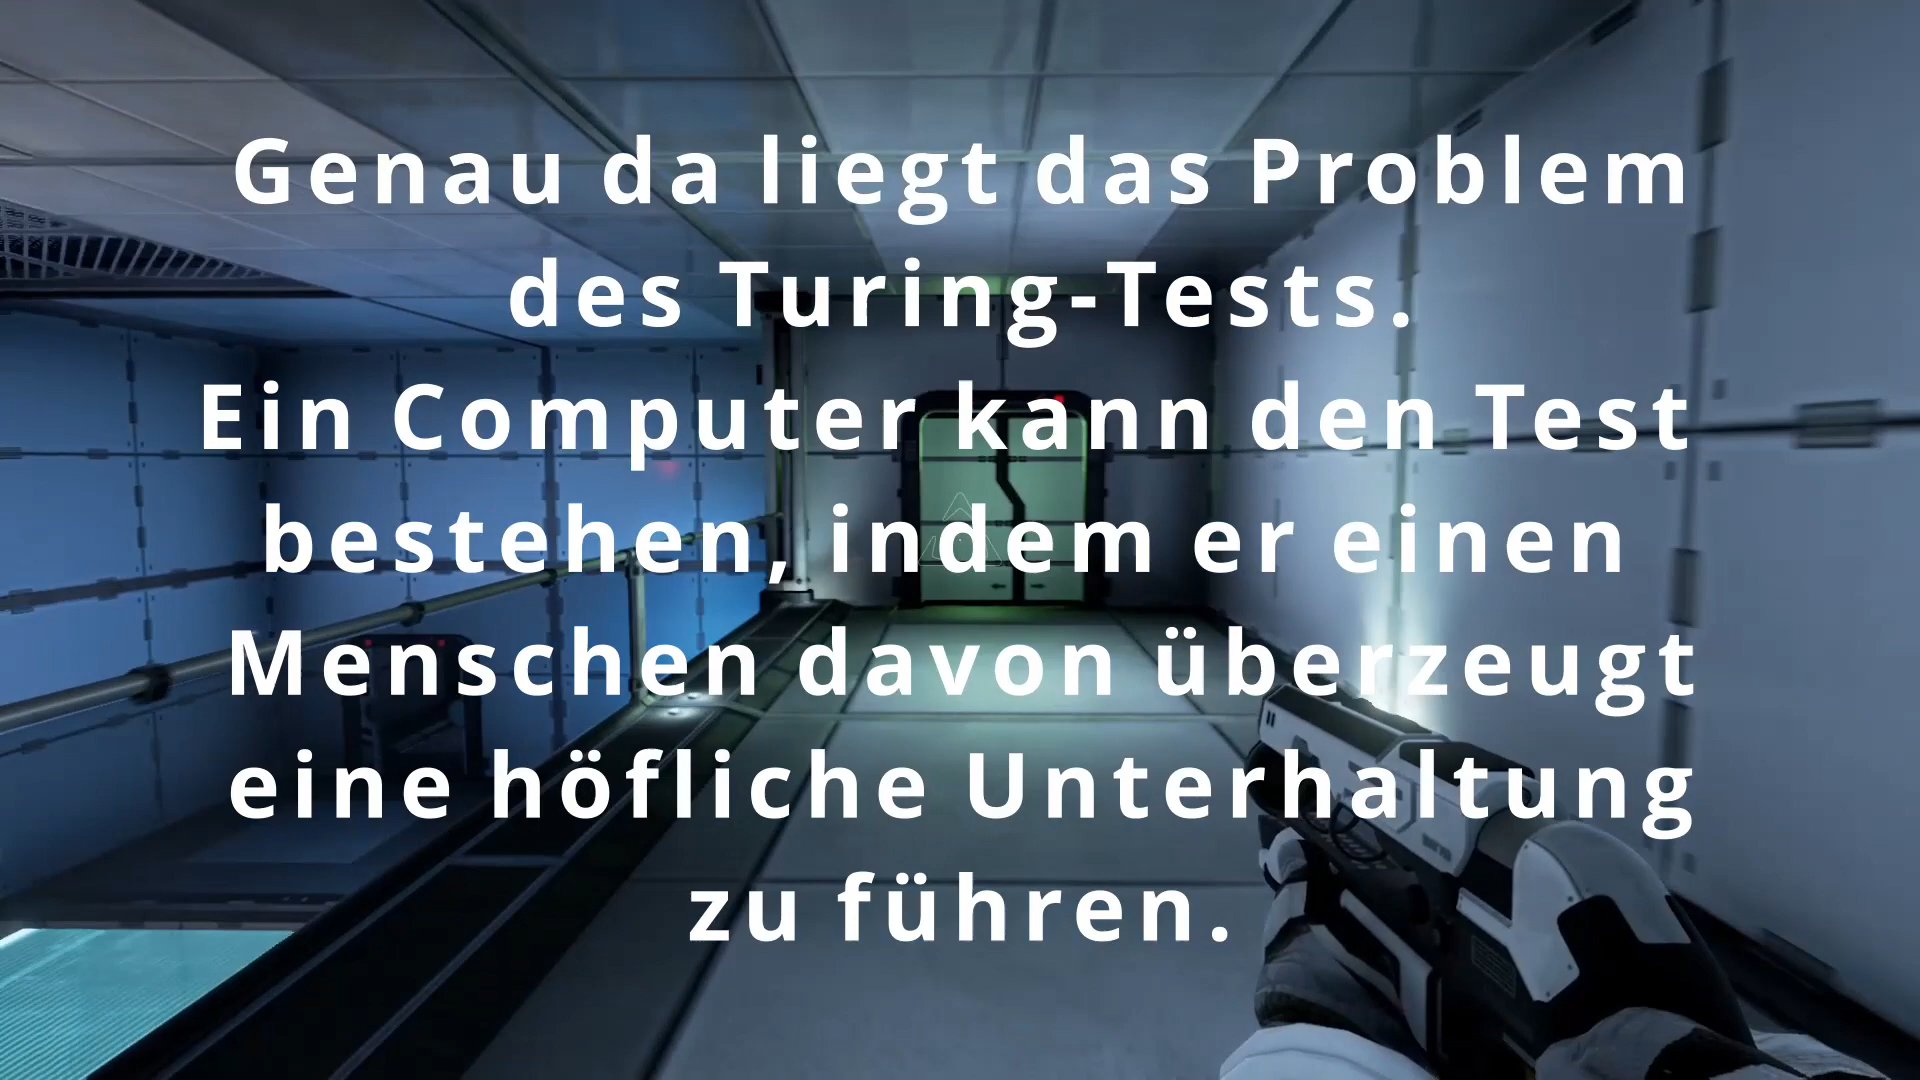 Genau da liegt das Problem
des Turing-Tests.
Ein Computer kann den Test
bestehen, indem er einen
Menschen davon überzeugt
eine höfliche Unterhaltung
zu führen.